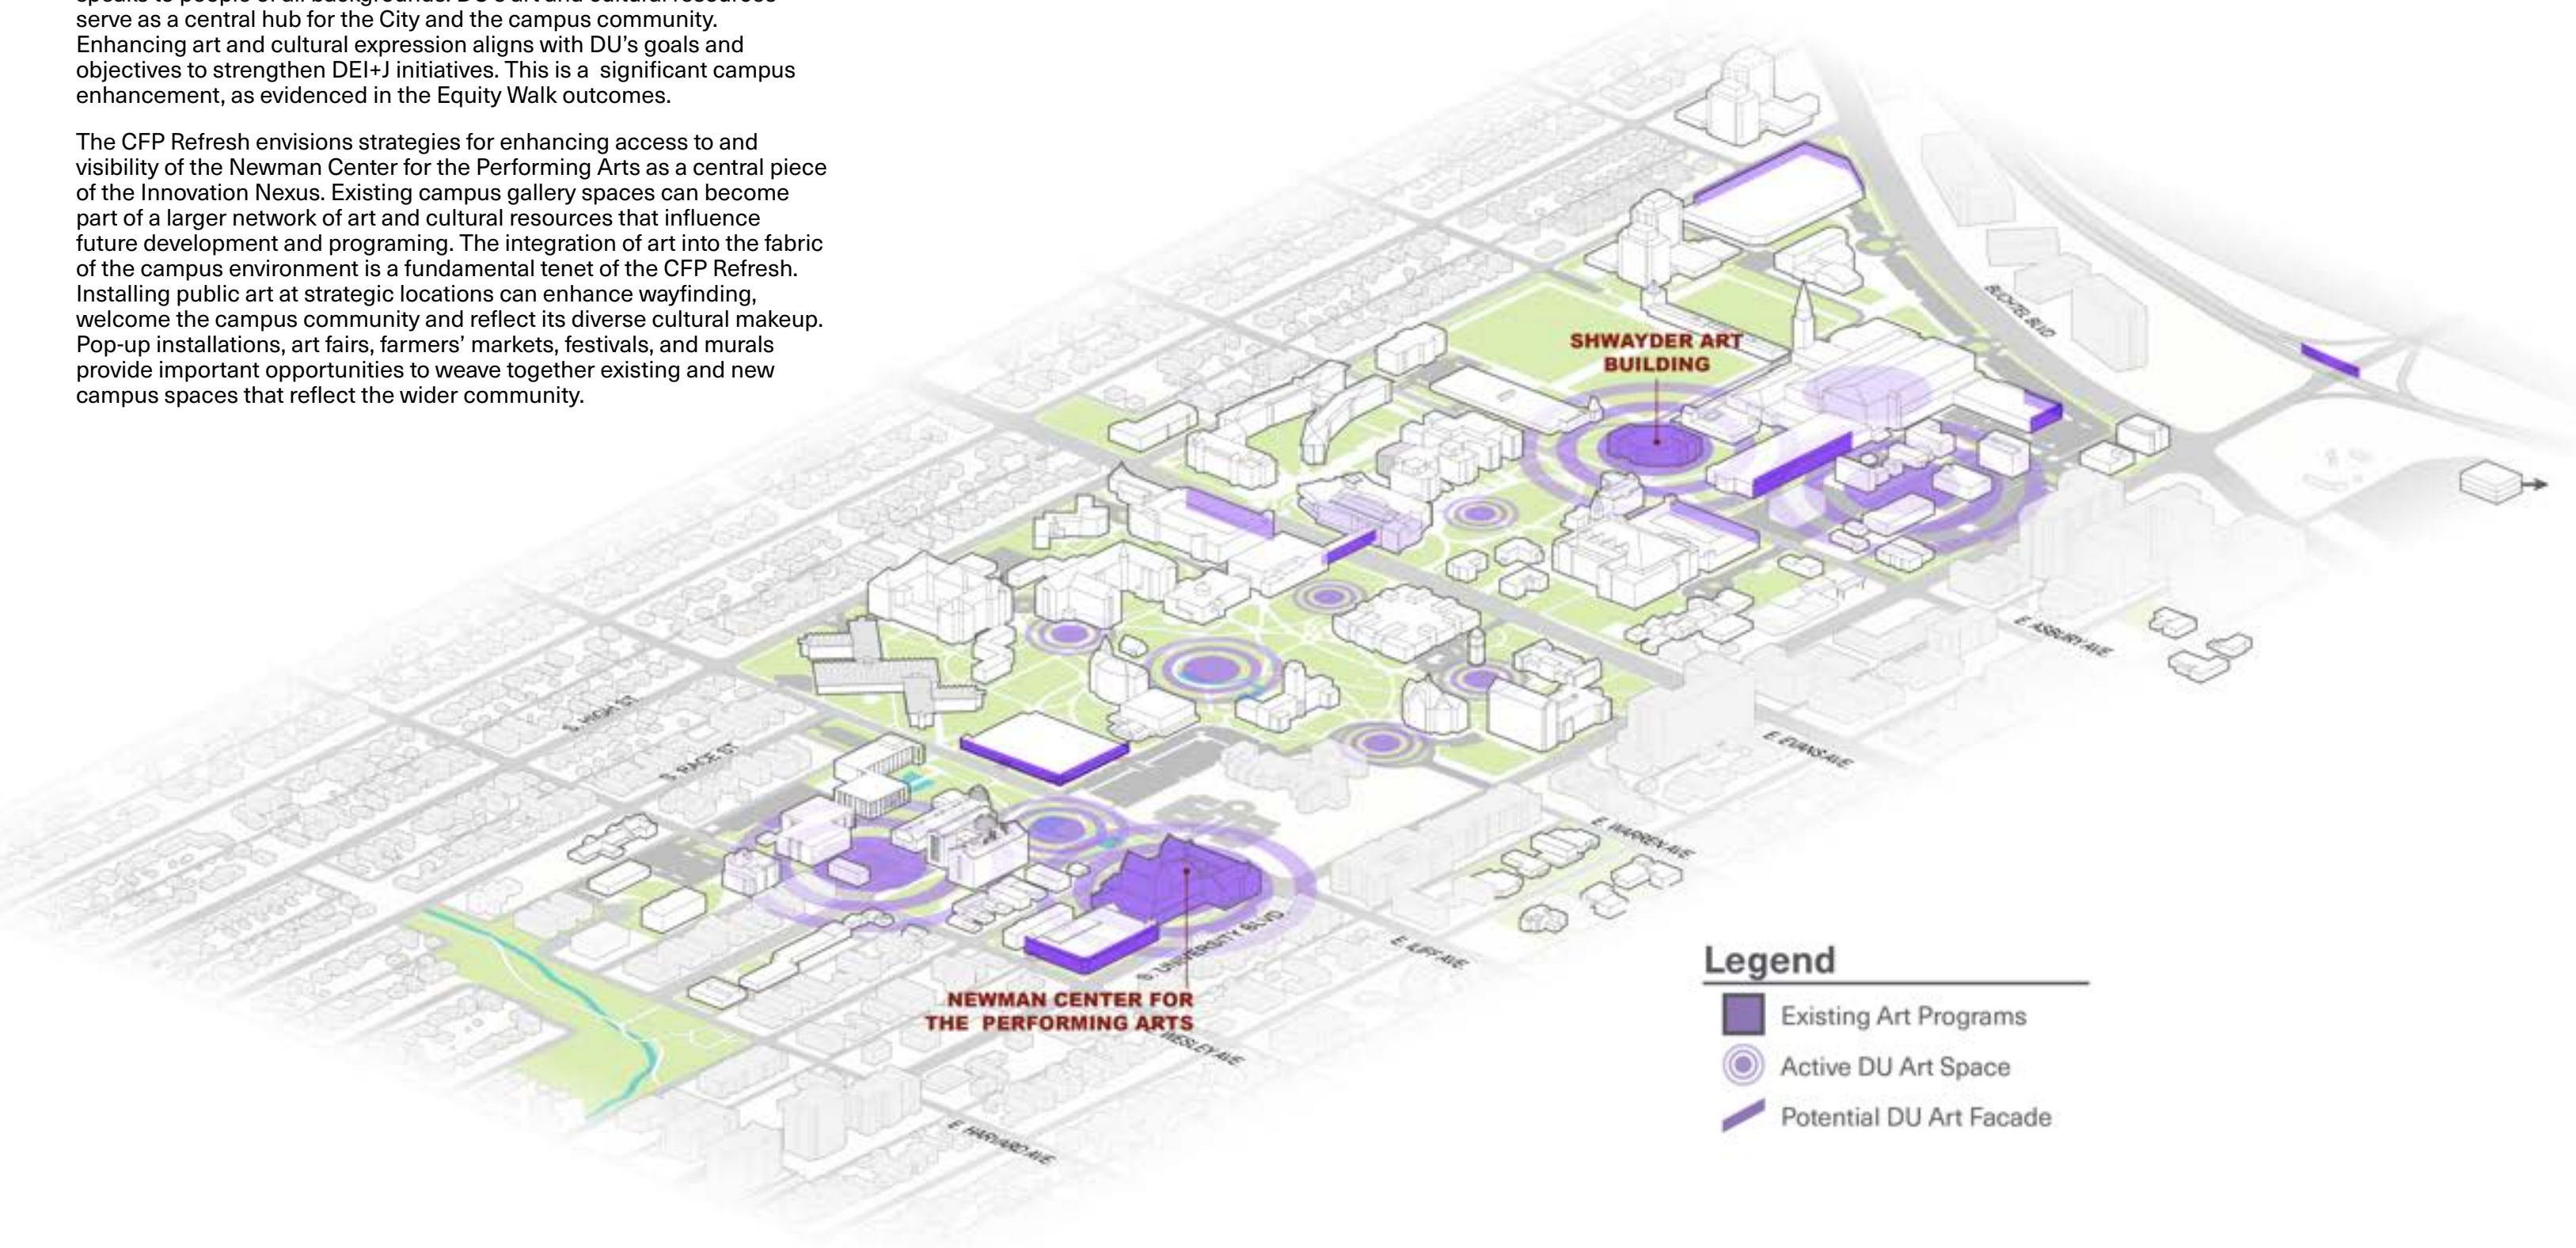 serve as a central hub for the City and the campus community.
Enhancing art and cultural expression aligns with DU's goals and
objectives to strengthen DEI+J initiatives. This is a  significant campus
enhancement, as evidenced in the Equity Walk outcomes.
The CFP Refresh envisions strategies for enhancing access to and
visibility of the Newman Center for the Performing Arts as a central piece
of the Innovation Nexus. Existing campus gallery spaces can become
part of a larger network of art and cultural resources that influence
future development and programing. The integration of art into the fabric
of the campus environment is a fundamental tenet of the CFP Refresh.
Installing public art at strategic locations can enhance wayfinding,
welcome the campus community and reflect its diverse cultural makeup.
Pop-up installations, art fairs, farmers' markets, festivals, and murals
provide important opportunities to weave together existing and new
campus spaces that reflect the wider community.
BUCHTEL BLVD
SHWAYDER ART
BUILDING
E. ASBURY AVE
S. HIGH ST
S. RACE ST
E. EVANS AVE
E. WARREN AVE
E. ILIFF AVE
S. UNIVERSITY BLVD
NEWMAN CENTER FOR
THE PERFORMING ARTS
WESLEY AVE
E. HARVARD AVE
Legend
Existing Art Programs
Active DU Art Space
Potential DU Art Facade